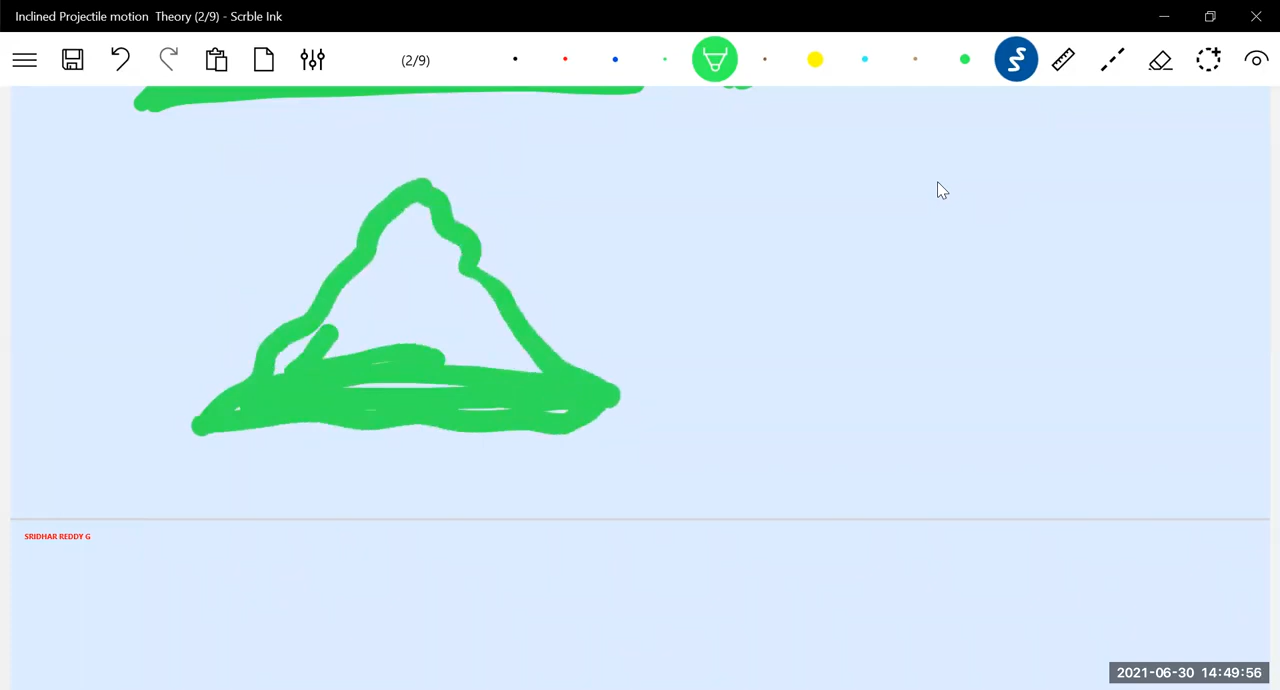 Inclined Projectile motion  Theory (2/9) - Scrble Ink
(2/9)
SRIDHAR REDDY G
2021-06-30 14:49:56